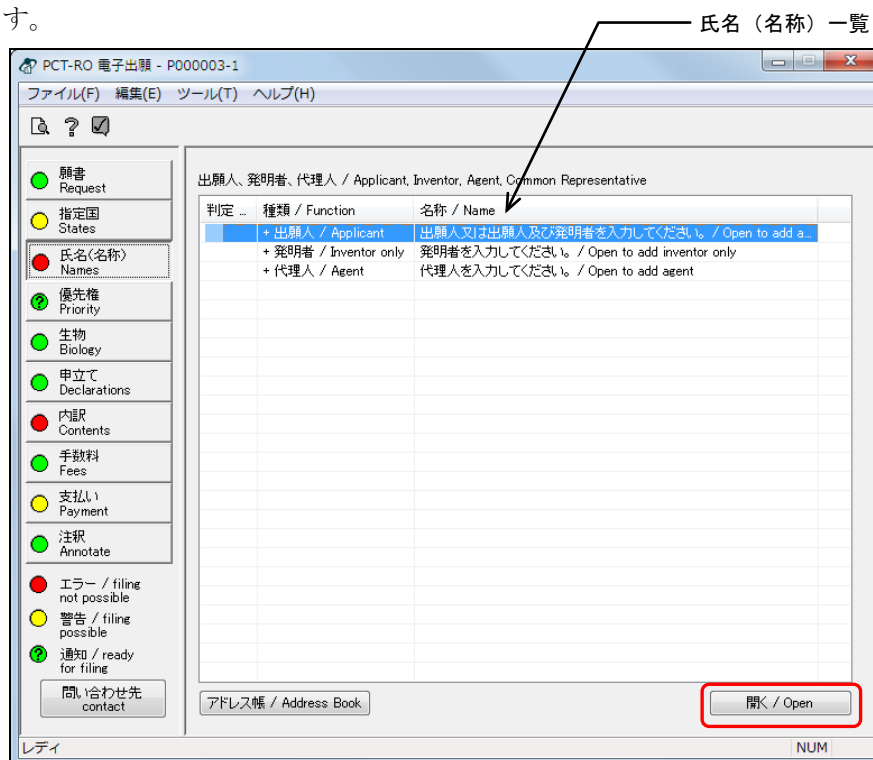 す。
氏名（名称）一覧
PCT-RO 電子出願 - P000003-1
ファイル(F) 編集(E) ツール(T) ヘルプ(H)
願書
Request
指定国
States
氏名(名称)
Names
優先権
Priority
生物
Biology
申立て
Declarations
内訳
Contents
手数料
Fees
支払い
Payment
注釈
Annotate
エラー / filing
not possible
警告 / filing
possible
通知 / ready
for filing
問い合わせ先
contact
出願人、発明者、代理人 / Applicant, Inventor, Agent, Common Representative
判定 ... 種類 / Function 名称 / Name
+ 出願人 / Applicant 出願人又は出願人及び発明者を入力してください。 / Open to add a...
+ 発明者 / Inventor only 発明者を入力してください。 / Open to add inventor only
+ 代理人 / Agent 代理人を入力してください。 / Open to add agent
アドレス帳 / Address Book
開く / Open
レディ NUM